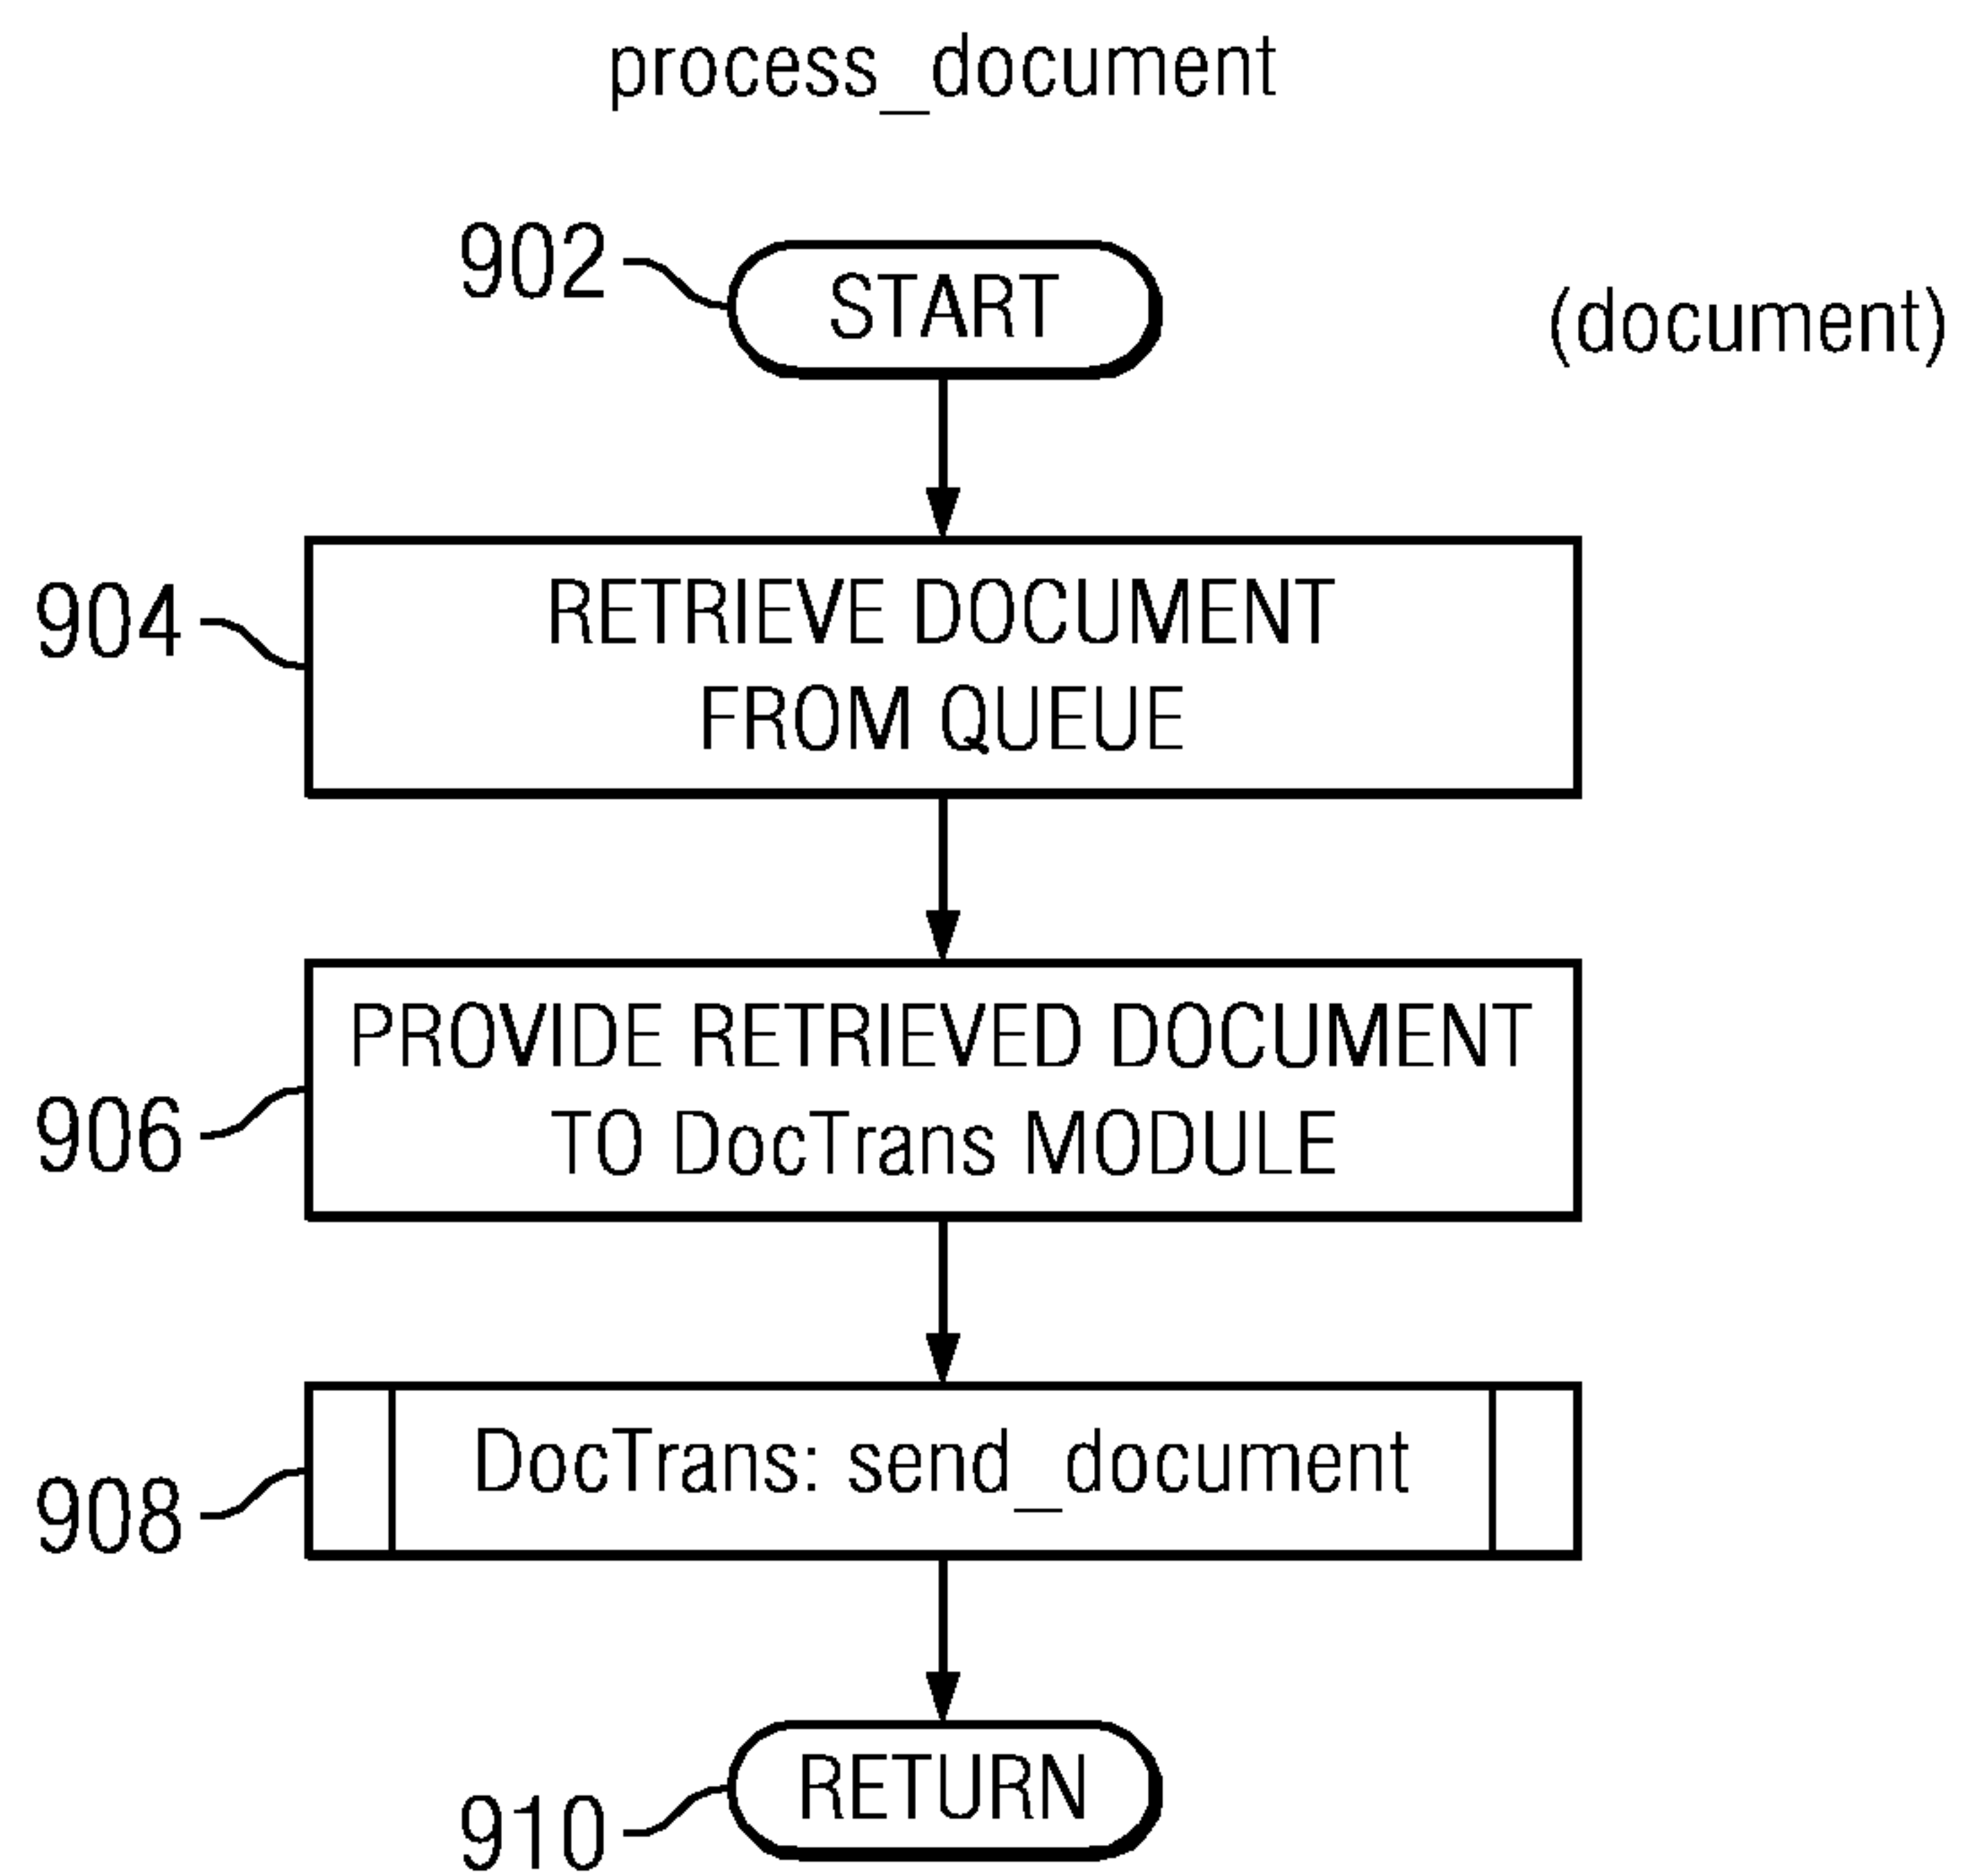 process_document
902
START
(document)
904
RETRIEVE DOCUMENT
FROM QUEUE
906
PROVIDE RETRIEVED DOCUMENT
TO DocTrans MODULE
908
DocTrans: send_document
910
RETURN